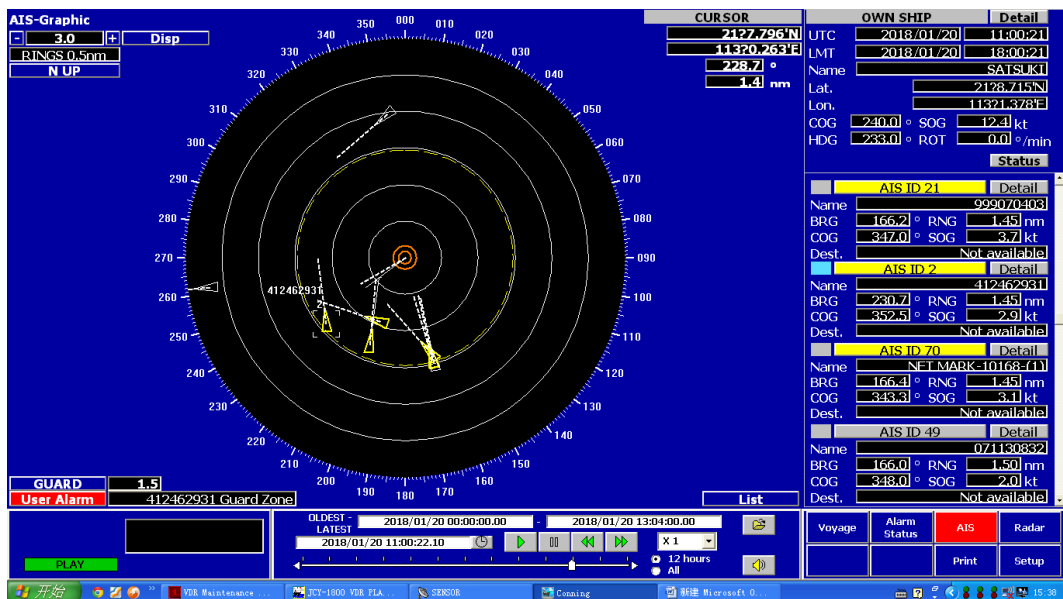 AIS-Graphic
- 3.0 + Disp
RINGS 0.5nm
N UP
350 000 010
340 020
330 030
320 040
310 050
300 060
290 070
280 080
270 090
260 100
250 110
240 120
230 130
220 140
210 150
200 160
190 180 170
412462931
2
GUARD 1.5
User Alarm 412462931 Guard Zone
List
CURSOR
21?7.796'N
113?0.263'E
228.7 °
1.4 nm
OWN SHIP Detail
UTC 2018/01/20 11:00:21
LMT 2018/01/20 18:00:21
Name SATSUKI
Lat. 21?8.715'N
Lon. 113?1.378'E
COG 240.0 ° SOG 12.4 kt
HDG 233.0 ° ROT 0.0 °/min
Status
AIS ID 21 Detail
Name 999070403
BRG 166.2 ° RNG 1.45 nm
COG 347.0 ° SOG 3.7 kt
Dest. Not available
AIS ID 2 Detail
Name 412462931
BRG 230.7 ° RNG 1.45 nm
COG 352.5 ° SOG 2.9 kt
Dest. Not available
AIS ID 70 Detail
Name NET MARK-10168-(1)
BRG 166.4 ° RNG 1.45 nm
COG 343.3 ° SOG 3.1 kt
Dest. Not available
AIS ID 49 Detail
Name 071130832
BRG 166.0 ° RNG 1.50 nm
COG 348.0 ° SOG 2.0 kt
Dest. Not available
PLAY
OLDEST - LATEST 2018/01/20 00:00:00.00 - 2018/01/20 13:04:00.00
2018/01/20 11:00:22.10
X 1
12 hours
All
Voyage Alarm Status AIS Radar
Print Setup
开始 VDR Maintenance ... JCY-1800 VDR PLA... SENSOR Conning 新建 Microsoft O... 15:38